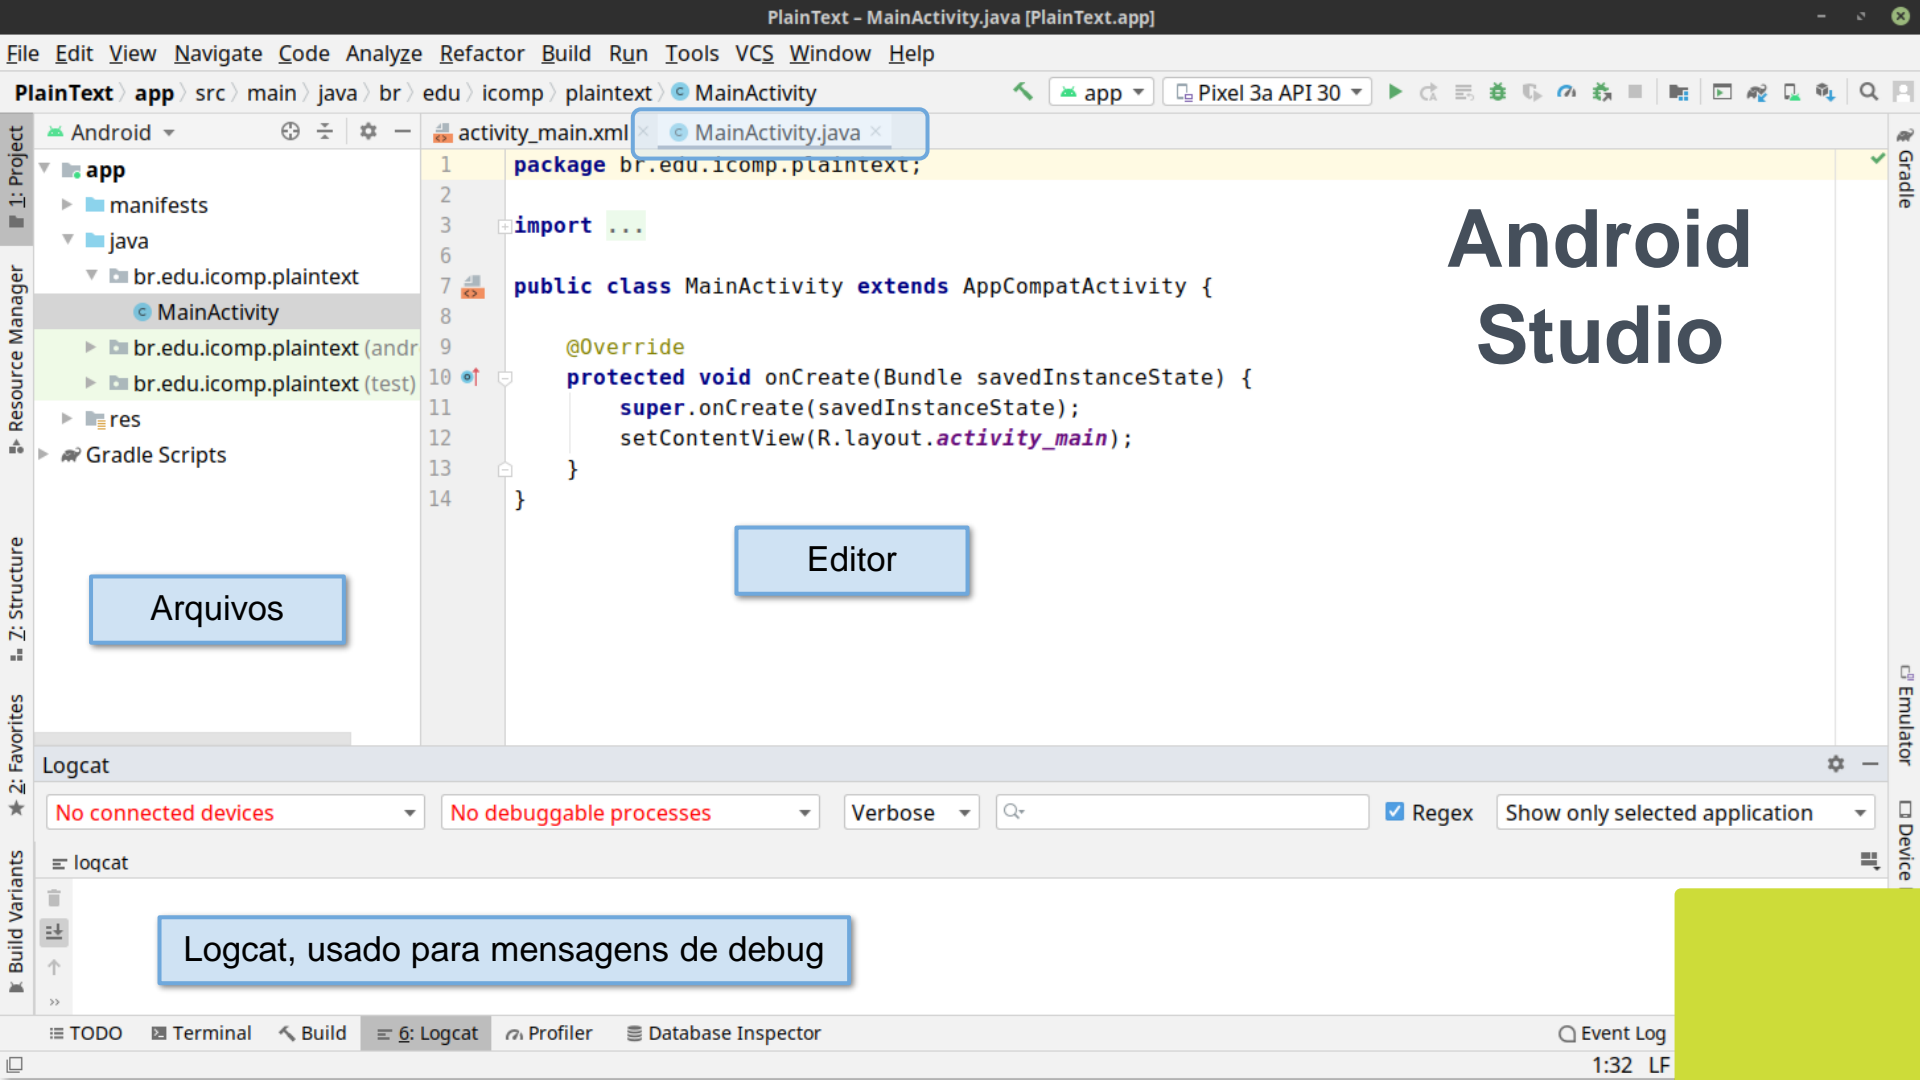 PlainText – MainActivity.java [PlainText.app]
File Edit View Navigate Code Analyze Refactor Build Run Tools VCS Window Help
PlainText app src main java br edu icomp plaintext MainActivity
app
Pixel 3a API 30
Android
activity_main.xml
MainActivity.java
1: Project
Resource Manager
7: Structure
2: Favorites
Build Variants
app
manifests
java
br.edu.icomp.plaintext
MainActivity
br.edu.icomp.plaintext (andr
br.edu.icomp.plaintext (test)
res
Gradle Scripts
Arquivos
1 package br.edu.icomp.plaintext;
2
3 import ...
6
7 public class MainActivity extends AppCompatActivity {
8
9 @Override
10 protected void onCreate(Bundle savedInstanceState) {
11 super.onCreate(savedInstanceState);
12 setContentView(R.layout.activity_main);
13 }
14 }
Editor
Android
Studio
Gradle
Emulator
Device
Logcat
No connected devices
No debuggable processes
Verbose
Regex
Show only selected application
logcat
Logcat, usado para mensagens de debug
TODO Terminal Build 6: Logcat Profiler Database Inspector Event Log
1:32 LF